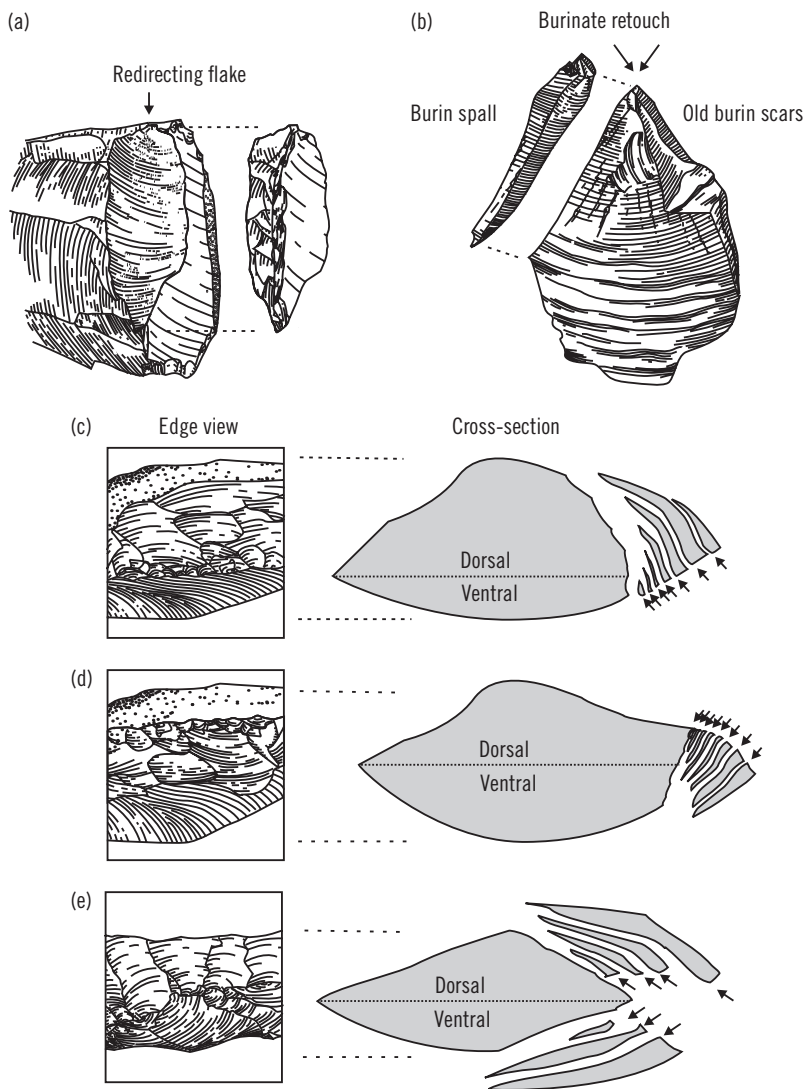 (a)
Redirecting flake
(b)
Burinate retouch
Burin spall
Old burin scars
(c)
Edge view
Cross-section
Dorsal
Ventral
(d)
Dorsal
Ventral
(e)
Dorsal
Ventral